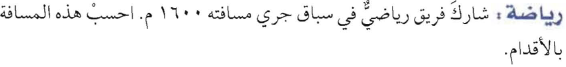 رياضة : شاركَ فريق رياضيٌّ في سباق جري مسافته ١٦٠٠ م. احسبْ هذه المسافة
بالأقدام.